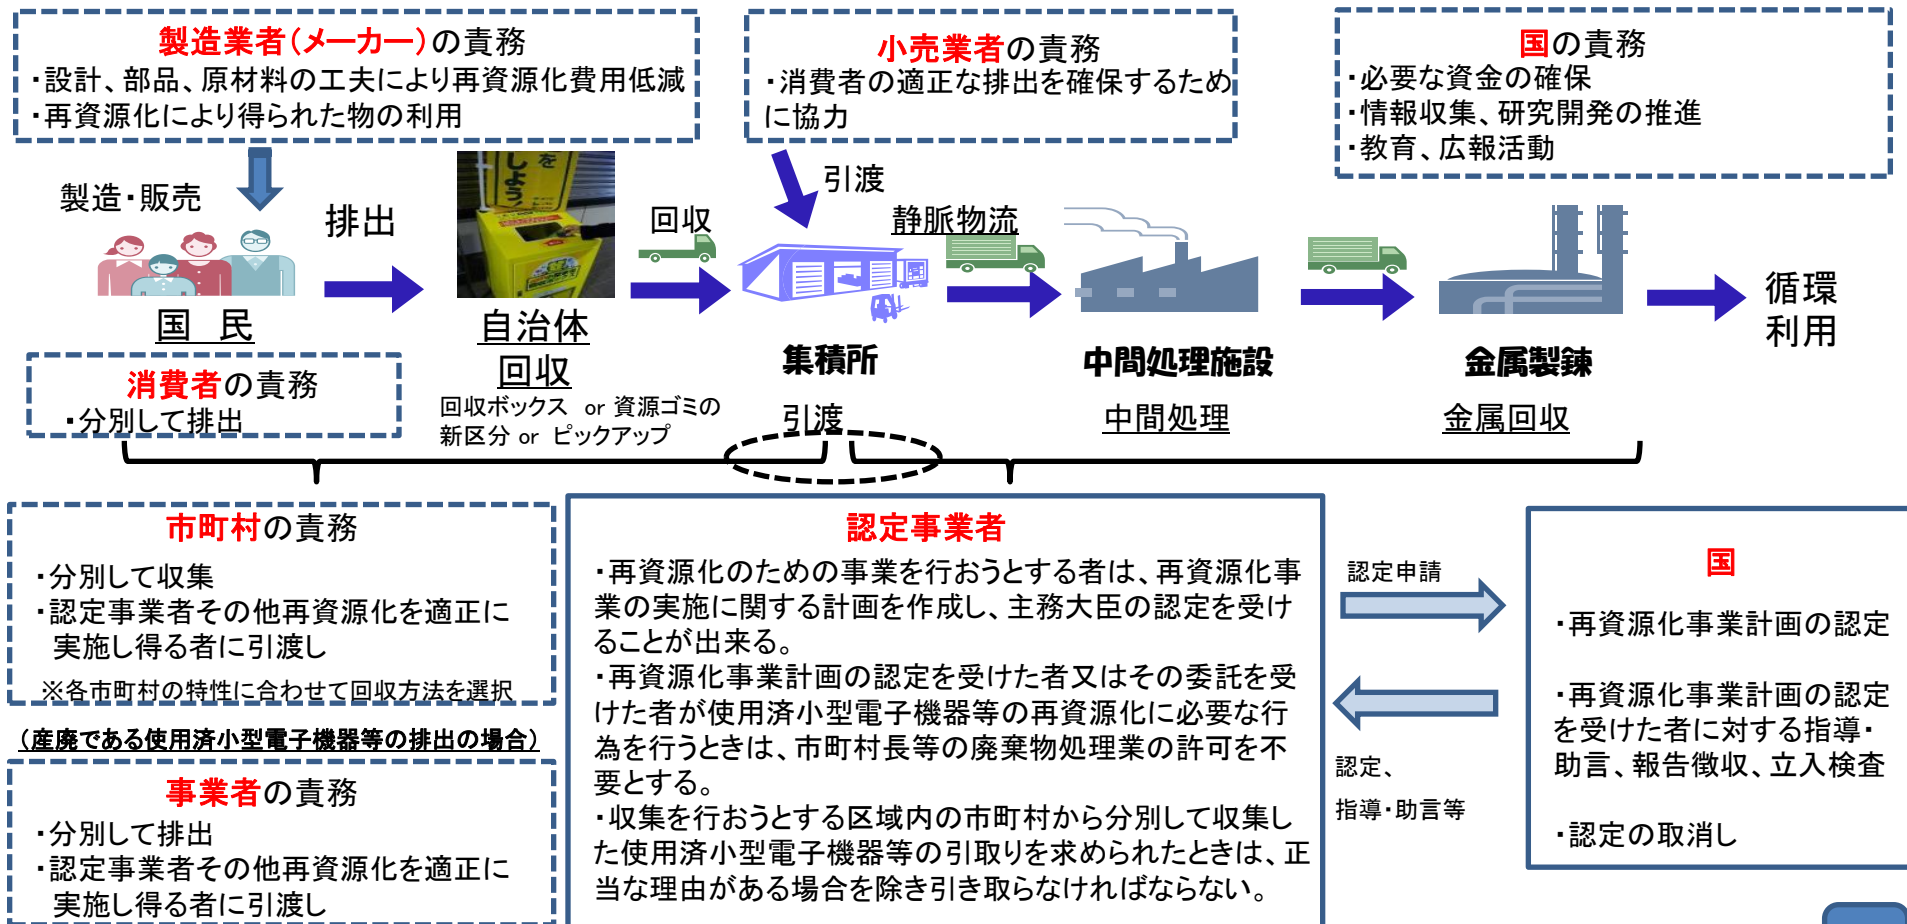 製造業者(メーカー)の責務
・設計、部品、原材料の工夫により再資源化費用低減
・再資源化により得られた物の利用
小売業者の責務
・消費者の適正な排出を確保するため
に協力
国の責務
・必要な資金の確保
・情報収集、研究開発の推進
・教育、広報活動
製造・販売
排出
を
しよう!
回収
引渡
静脈物流
循環
利用
国 民
自治体
回収
集積所
中間処理施設
金属製錬
消費者の責務
・分別して排出
回収ボックス or 資源ゴミの
新区分 or ピックアップ
引渡
中間処理
金属回収
市町村の責務
・分別して収集
・認定事業者その他再資源化を適正に
実施し得る者に引渡し
※各市町村の特性に合わせて回収方法を選択
(産廃である使用済小型電子機器等の排出の場合)
事業者の責務
・分別して排出
・認定事業者その他再資源化を適正に
実施し得る者に引渡し
認定事業者
・再資源化のための事業を行おうとする者は、再資源化事
業の実施に関する計画を作成し、主務大臣の認定を受け
ることが出来る。
・再資源化事業計画の認定を受けた者又はその委託を受
けた者が使用済小型電子機器等の再資源化に必要な行
為を行うときは、市町村長等の廃棄物処理業の許可を不
要とする。
・収集を行おうとする区域内の市町村から分別して収集し
た使用済小型電子機器等の引取りを求められたときは、正
当な理由がある場合を除き引き取らなければならない。
認定申請
認定、
指導・助言等
国
・再資源化事業計画の認定
・再資源化事業計画の認定
を受けた者に対する指導・
助言、報告徴収、立入検査
・認定の取消し